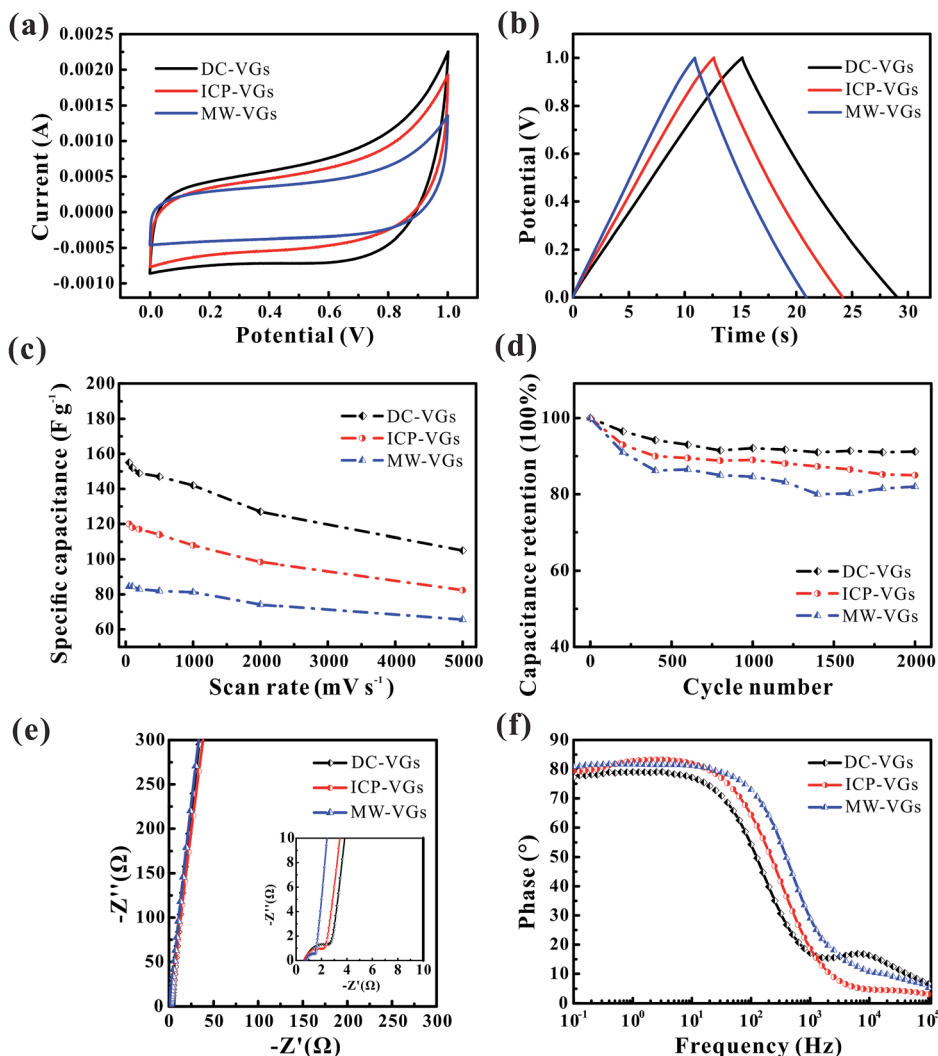 (a)
0.0025
0.0020
0.0015
0.0010
0.0005
0.0000
-0.0005
-0.0010
Current (A)
DC-VGs
ICP-VGs
MW-VGs
0.0 0.2 0.4 0.6 0.8 1.0
Potential (V)
(b)
1.0
0.8
0.6
0.4
0.2
0.0
Potential (V)
DC-VGs
ICP-VGs
MW-VGs
0 5 10 15 20 25 30
Time (s)
(c)
200
180
160
140
120
100
80
60
Specific capacitance (F g⁻¹)
DC-VGs
ICP-VGs
MW-VGs
0 1000 2000 3000 4000 5000
Scan rate (mV s⁻¹)
(d)
100
80
60
40
Capacitance retention (100%)
DC-VGs
ICP-VGs
MW-VGs
0 500 1000 1500 2000
Cycle number
(e)
300
250
200
150
100
50
0
-Z''(Ω)
DC-VGs
ICP-VGs
MW-VGs
10
8
6
4
2
0
-Z''(Ω)
0 2 4 6 8 10
-Z'(Ω)
0 50 100 150 200 250 300
-Z'(Ω)
(f)
90
80
70
60
50
40
30
20
10
0
Phase (°)
DC-VGs
ICP-VGs
MW-VGs
10⁻¹ 10⁰ 10¹ 10² 10³ 10⁴ 10⁵
Frequency (Hz)